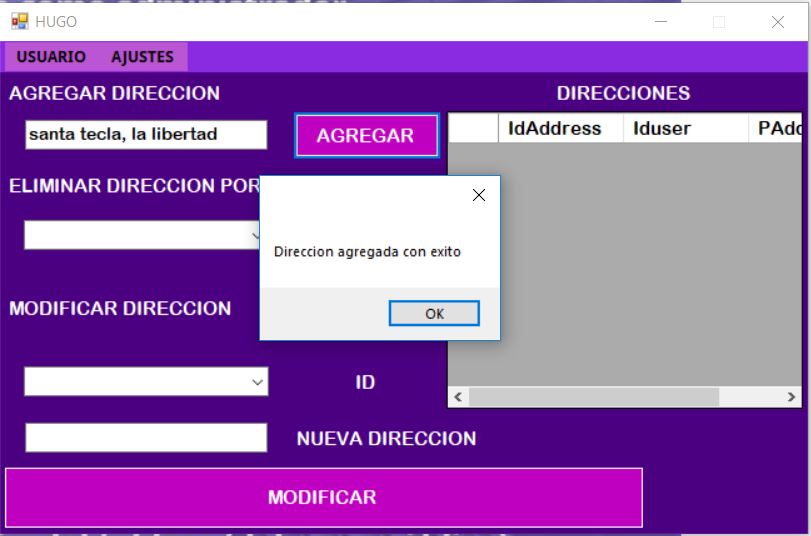 HUGO
USUARIO AJUSTES
AGREGAR DIRECCION
DIRECCIONES
santa tecla, la libertad
AGREGAR
IdAddress Iduser
ELIMINAR DIRECCION POR
Direccion agregada con exito
OK
MODIFICAR DIRECCION
ID
NUEVA DIRECCION
MODIFICAR